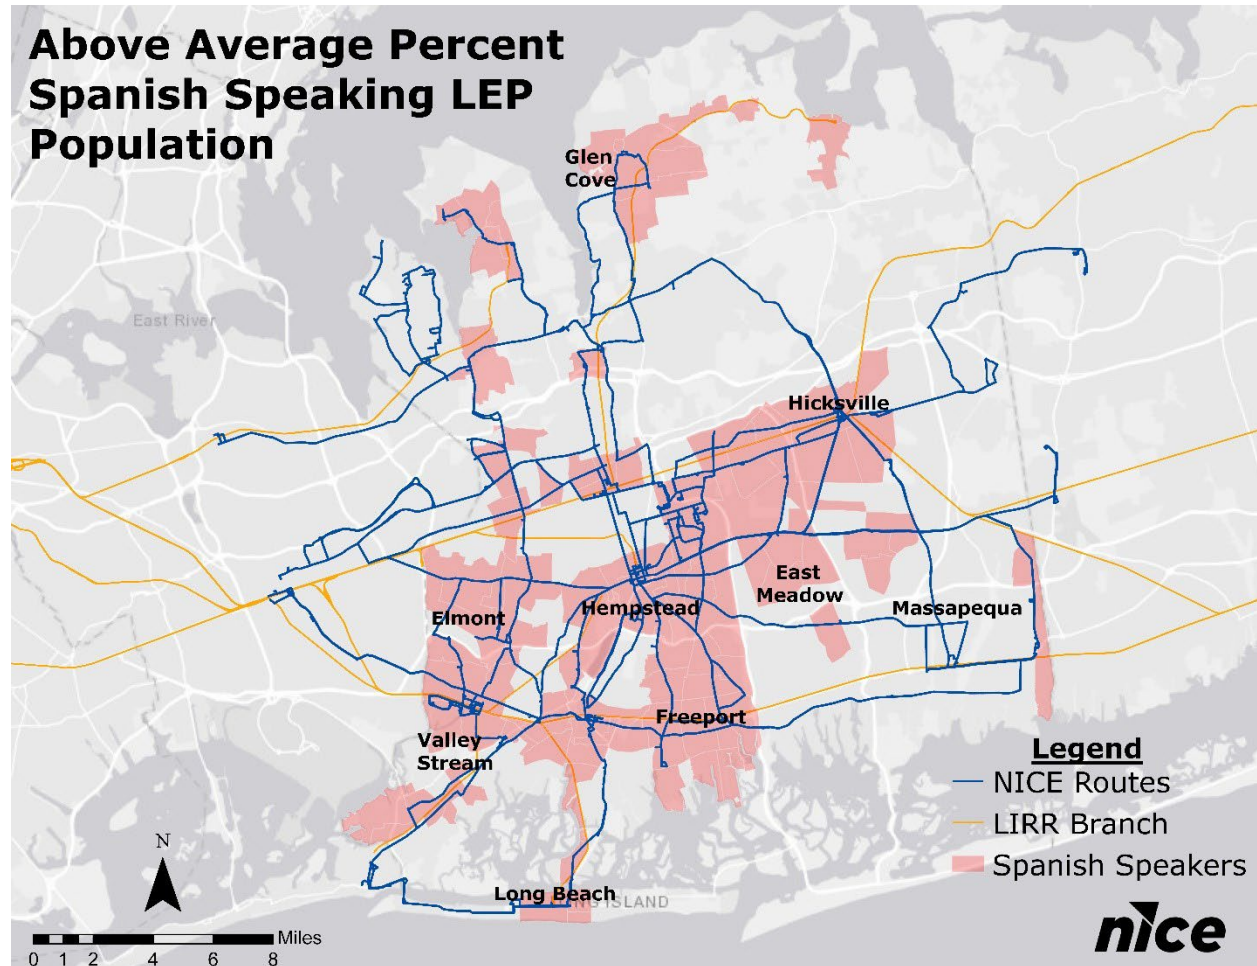 Above Average Percent
Spanish Speaking LEP
Population
Glen
Cove
East River
Hicksville
East
Meadow
Elmont
Hempstead
Massapequa
Freeport
Valley
Stream
Long Beach
ISLAND
Legend
NICE Routes
LIRR Branch
Spanish Speakers
N
Miles
0 1 2 4 6 8
nice